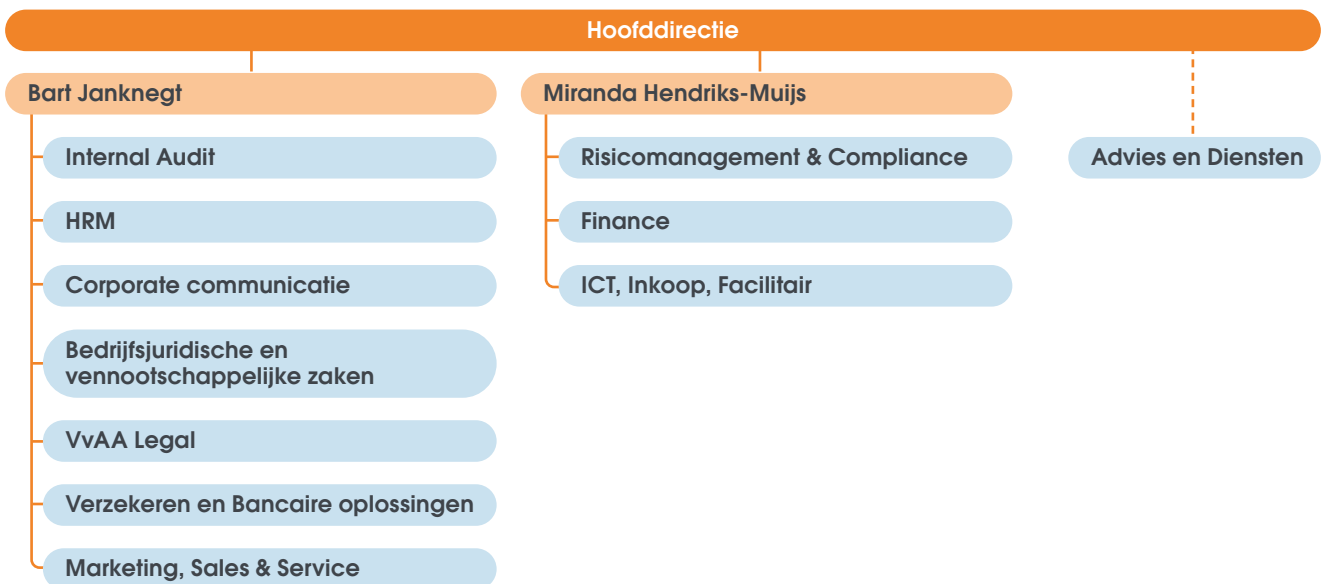 Hoofddirectie
Bart Janknegt
Internal Audit
HRM
Corporate communicatie
Bedrijfsjuridische en
vennootschappelijke zaken
VvAA Legal
Verzekeren en Bancaire oplossingen
Marketing, Sales & Service
Miranda Hendriks-Muijs
Risicomanagement & Compliance
Finance
ICT, Inkoop, Facilitair
Advies en Diensten